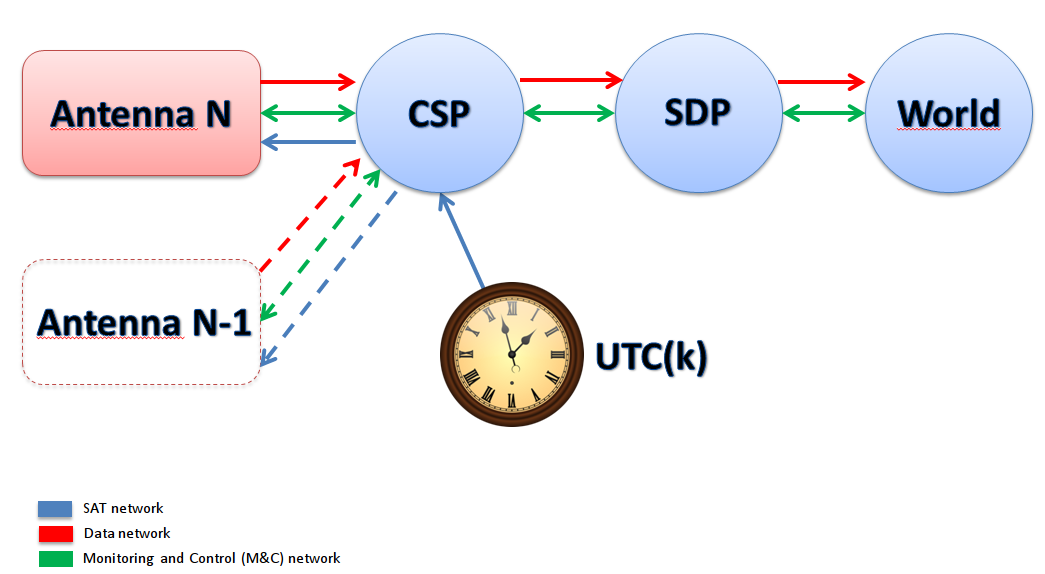 Antenna N
CSP
SDP
World
Antenna N-1
UTC(k)
SAT network
Data network
Monitoring and Control (M&C) network